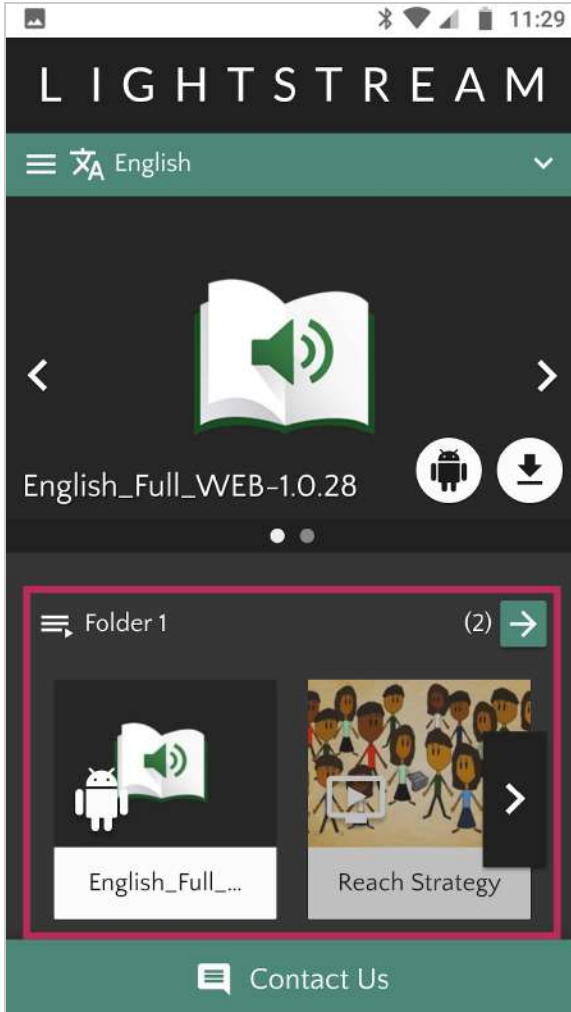 11:29
LIGHTSTREAM
English
English_Full_WEB-1.0.28
Folder 1 (2)
English_Full_...
Reach Strategy
Contact Us